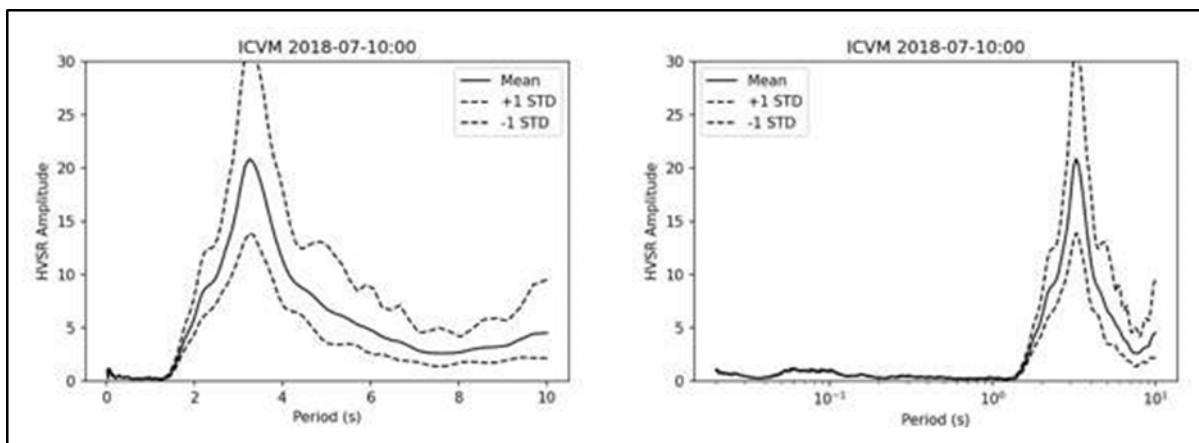 ICVM 2018-07-10:00
30
25
20
15
10
5
0
HVSR Amplitude
Mean
+1 STD
-1 STD
0
2
4
6
8
10
Period (s)
ICVM 2018-07-10:00
30
25
20
15
10
5
0
HVSR Amplitude
Mean
+1 STD
-1 STD
10⁻¹
10⁰
10¹
Period (s)